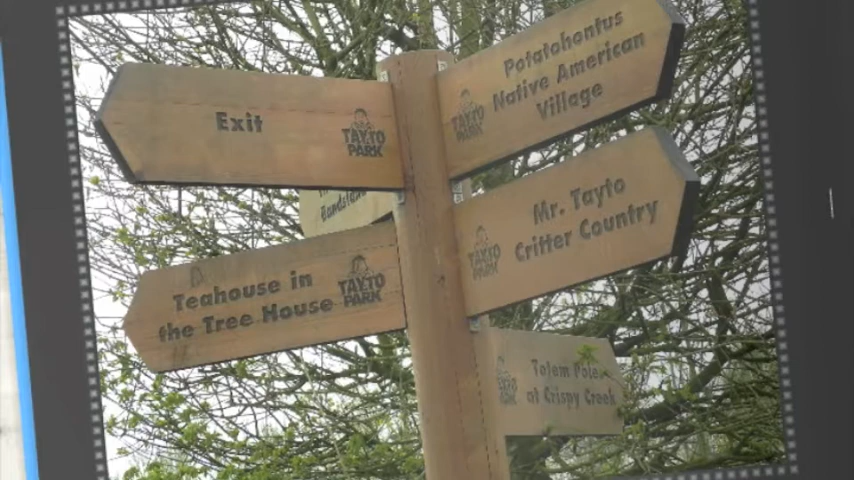 Exit
TAYTO
PARK
Potatohontus
Native American
Village
TAYTO
PARK
Bandstand
Mr. Tayto
Critter Country
TAYTO
PARK
Teahouse in
the Tree House
TAYTO
PARK
Totem Poles
at Crispy Creek